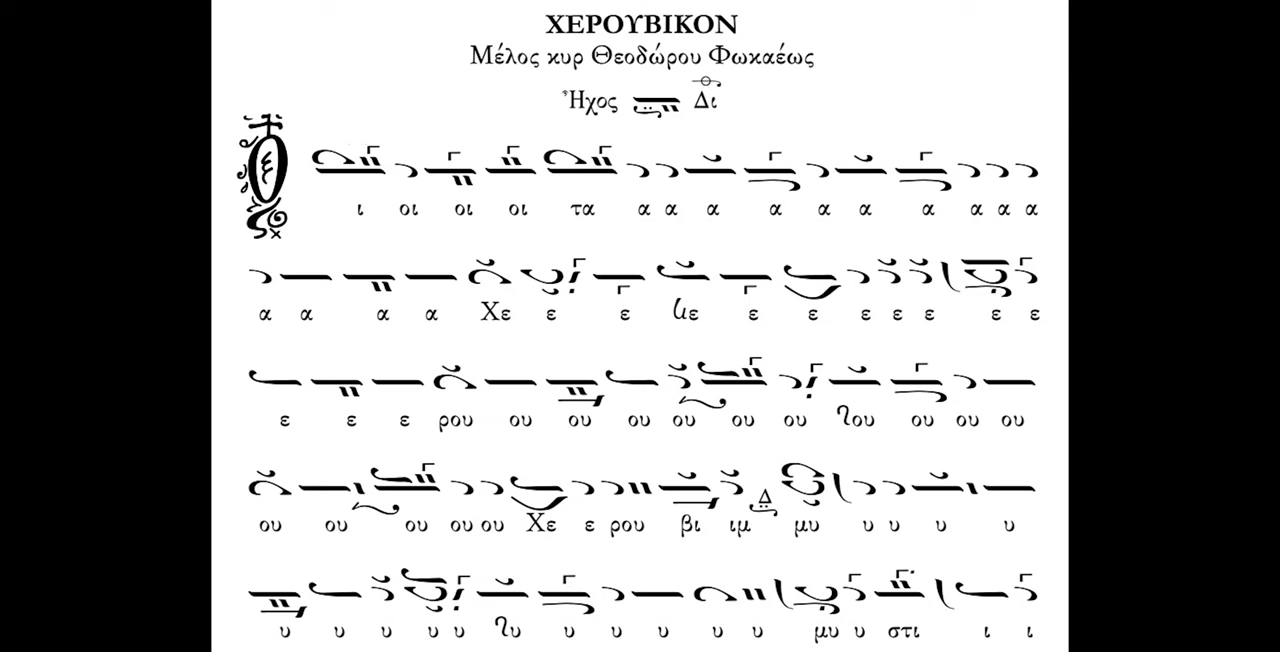 ΧΕΡΟΥΒΙΚΟΝ
Μέλος κυρ Θεοδώρου Φωκαέως
Ἦχος Δι
Ο ι οι οι οι τα α α α α α α α α α α
α α α α Χε ε ε ε ε ε ε ε ε ε ε
ε ε ε ρου ου ου ου ου ου ου ου ου ου ου
ου ου ου ου ου Χε ε ρου βι ιμ Δ μυ υ υ υ υ
υ υ υ υ υ υ υ υ υ υ υ μυ υ στι ι ι